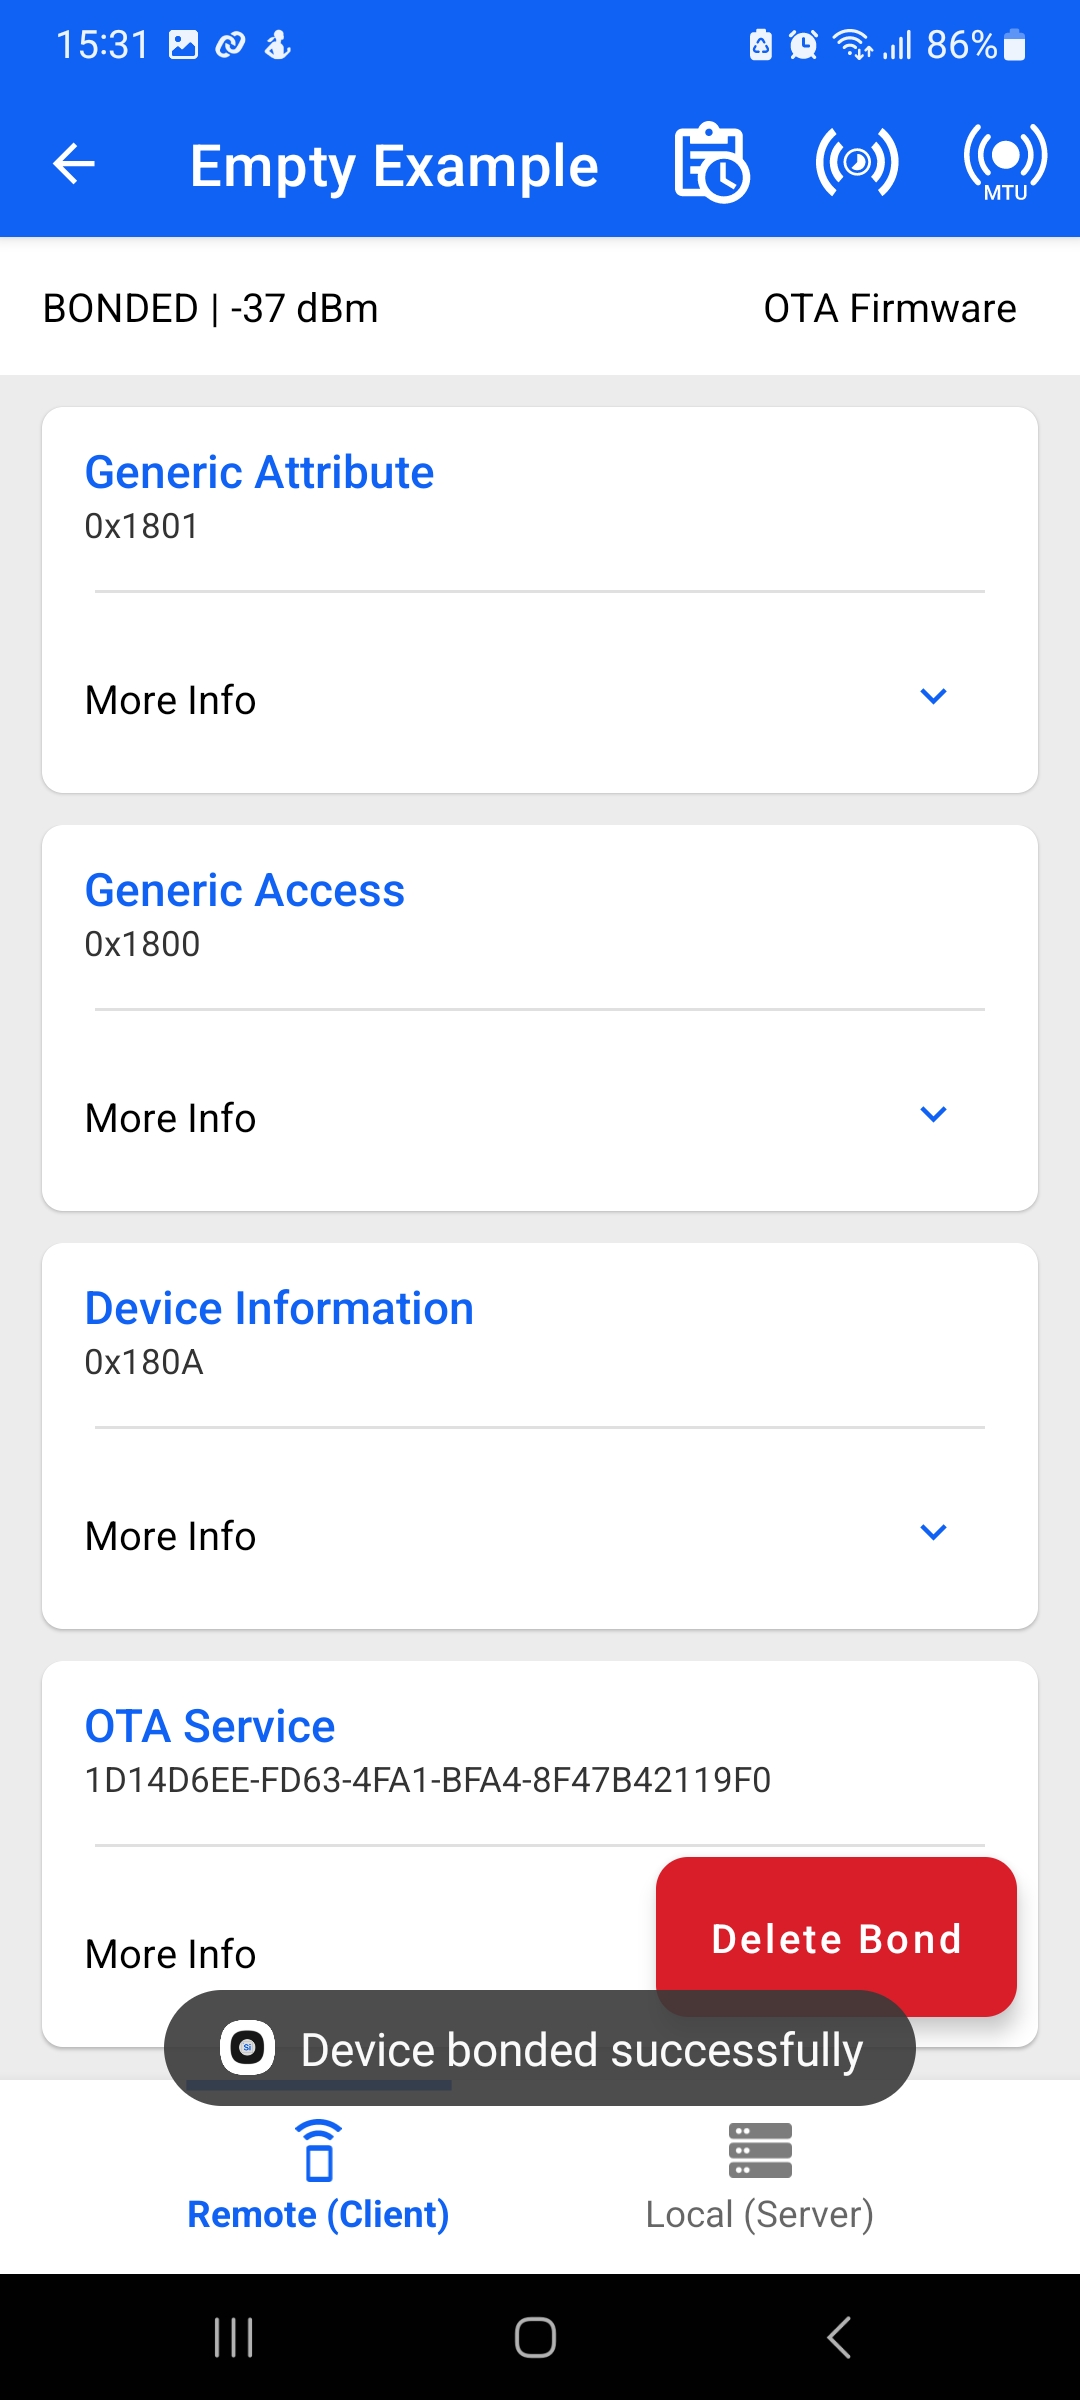 15:31
86%
Empty Example
MTU
BONDED | -37 dBm
OTA Firmware
Generic Attribute
0x1801
More Info
Generic Access
0x1800
More Info
Device Information
0x180A
More Info
OTA Service
1D14D6EE-FD63-4FA1-BFA4-8F47B42119F0
More Info
Delete Bond
Si
Device bonded successfully
Remote (Client)
Local (Server)